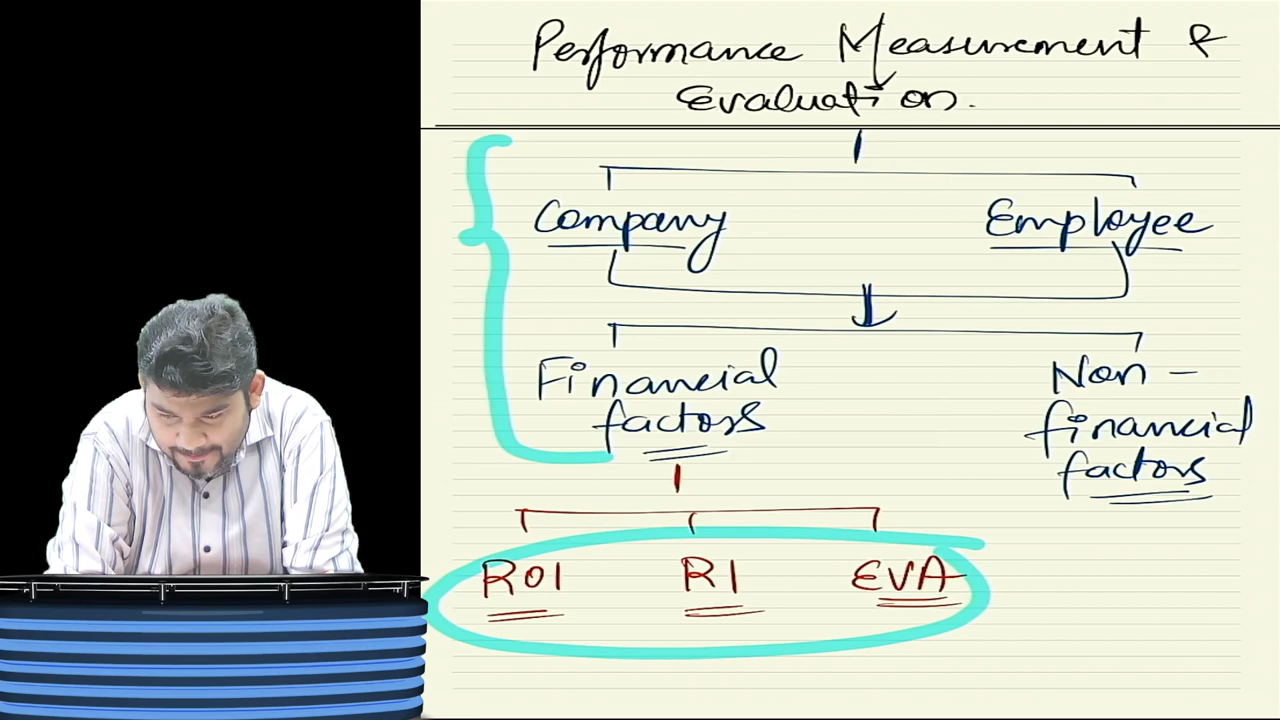 Performance Measurement &
Evaluation.
Company Employee
Financial
factors
Non-
financial
factors
ROI RI EVA